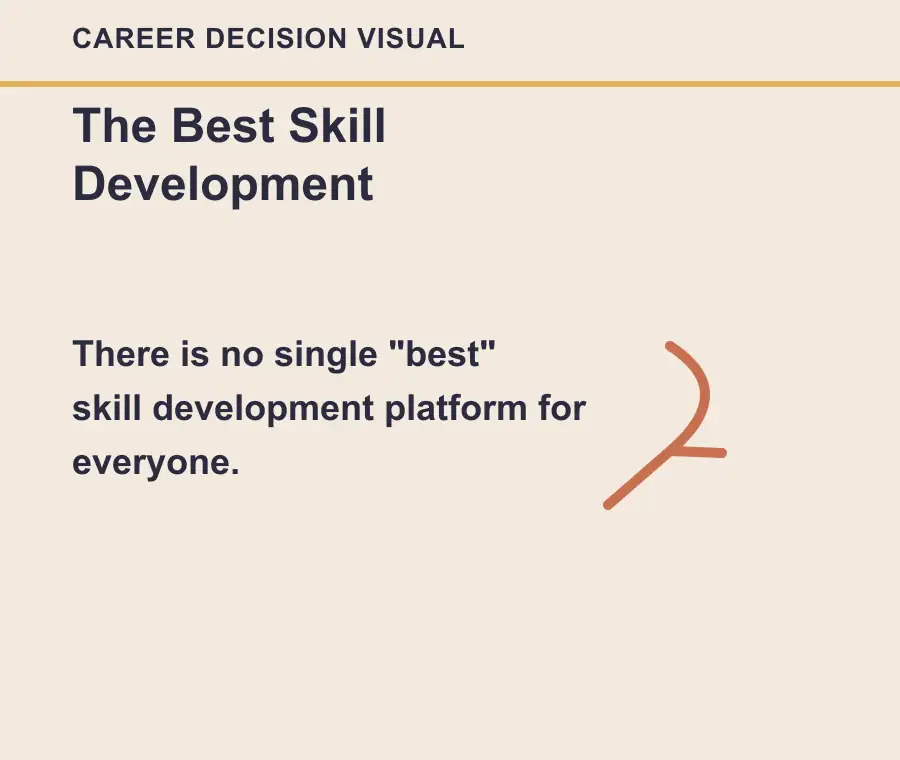 CAREER DECISION VISUAL
The Best Skill
Development
There is no single "best"
skill development platform for
everyone.